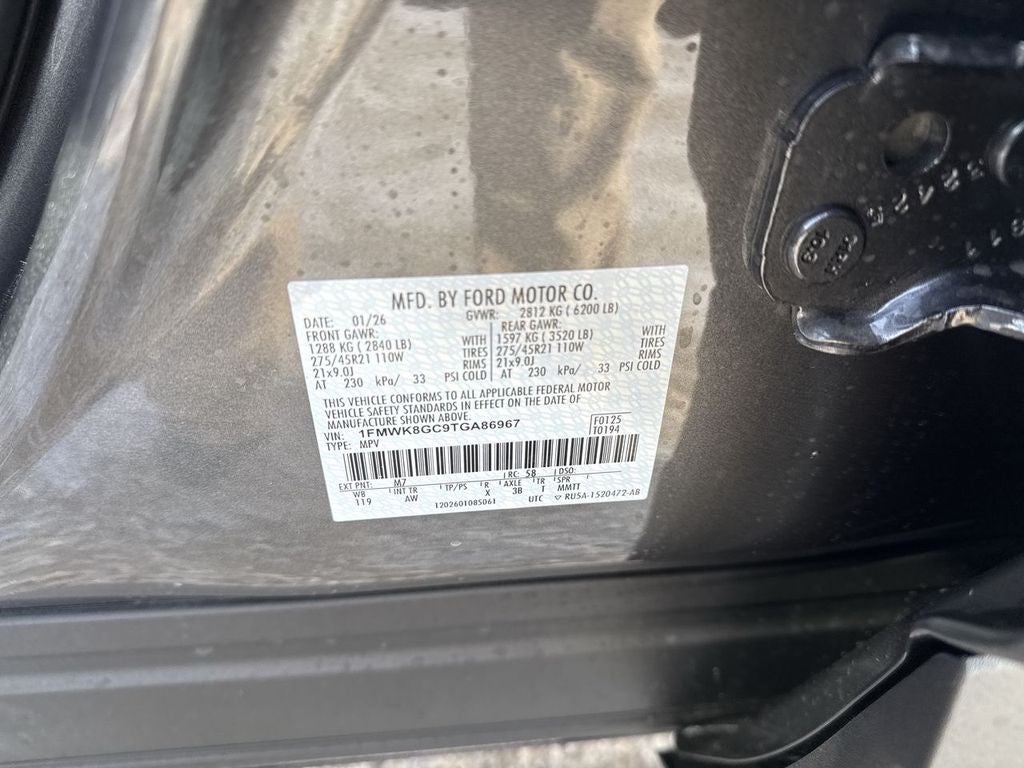 MFD. BY FORD MOTOR CO.
DATE: 01/26 GVWR: 2812 KG ( 6200 LB)
FRONT GAWR: REAR GAWR:
1288 KG ( 2840 LB) WITH 1597 KG ( 3520 LB) WITH
275/45R21 110W TIRES 275/45R21 110W TIRES
21x9.0J RIMS 21x9.0J RIMS
AT 230 kPa/ 33 PSI COLD AT 230 kPa/ 33 PSI COLD
THIS VEHICLE CONFORMS TO ALL APPLICABLE FEDERAL MOTOR
VEHICLE SAFETY STANDARDS IN EFFECT ON THE DATE OF
MANUFACTURE SHOWN ABOVE.
VIN: 1FMWK8GC9TGA86967 F0125
TYPE: MPV T0194
EXT PNT: M7 RC: 58 DSO:
WB INT TR TP/PS R AXLE TR SPR
119 AW X 3B T MMTT
1202601085061 UTC RU5A-1520472-AB